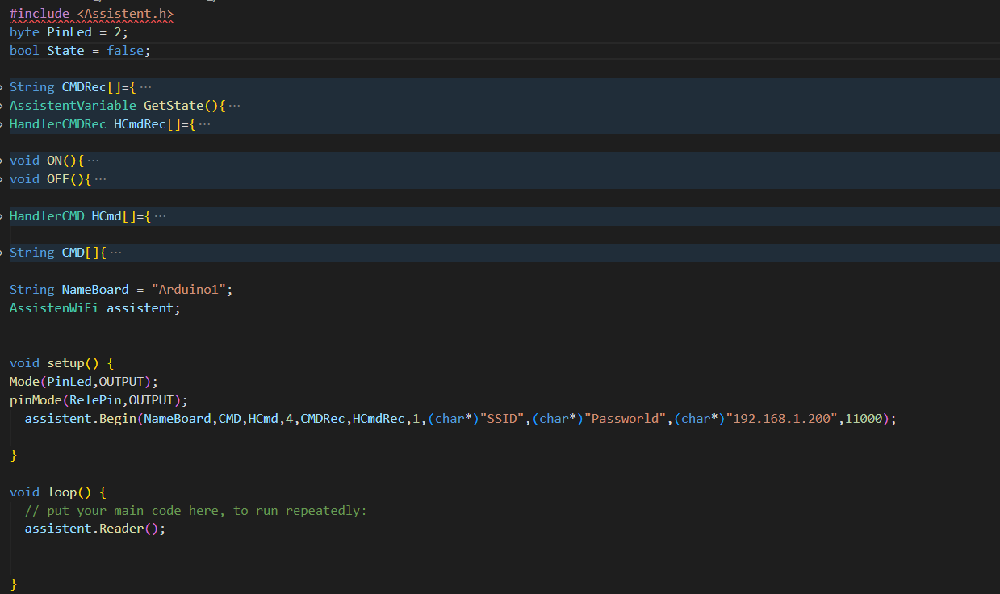 #include <Assistent.h>
byte PinLed = 2;
bool State = false;
String CMDRec[]={ ···
AssistentVariable GetState(){ ···
HandlerCMDRec HCmdRec[]={ ···
void ON(){ ···
void OFF(){ ···
HandlerCMD HCmd[]={ ···
String CMD[]{ ···
String NameBoard = "Arduino1";
AssistenWiFi assistent;
void setup() {
Mode(PinLed,OUTPUT);
pinMode(RelePin,OUTPUT);
assistent.Begin(NameBoard,CMD,HCmd,4,CMDRec,HCmdRec,1,(char*)"SSID",(char*)"Passworld",(char*)"192.168.1.200",11000);
}
void loop() {
// put your main code here, to run repeatedly:
assistent.Reader();
}